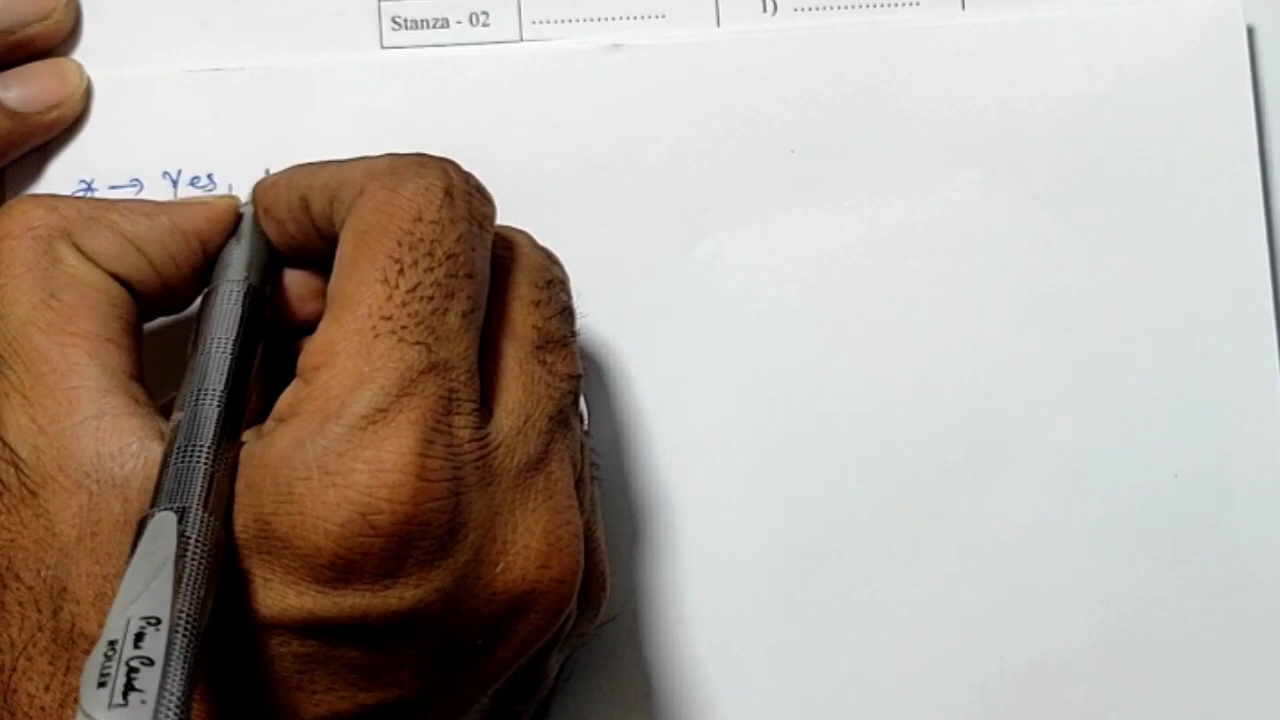 Stanza - 02 ................... 1) ...................
* → Yes,
Pierre Cardin
ROLLER